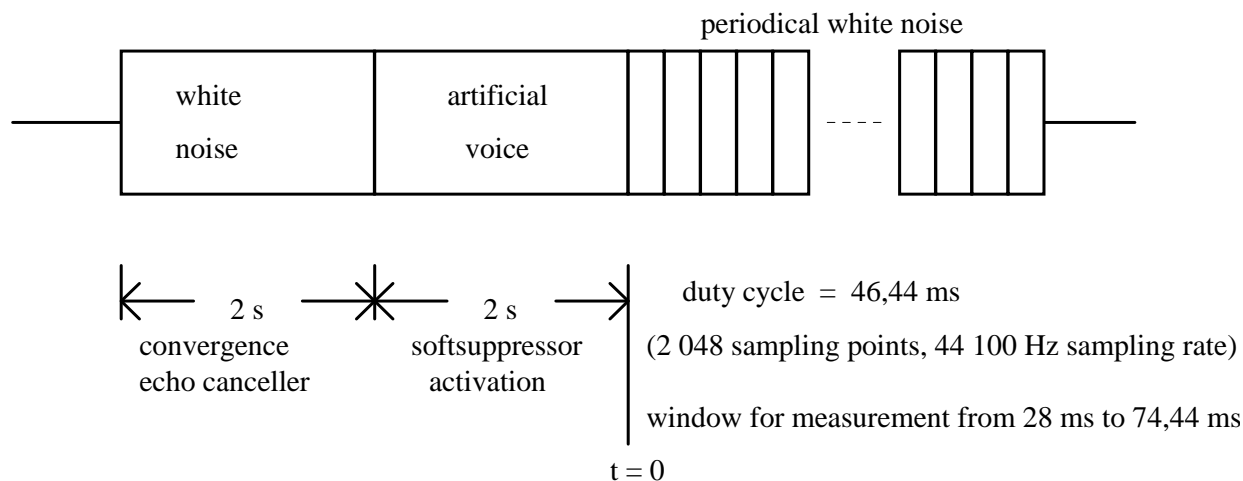 periodical white noise
white
noise
artificial
voice
2 s
convergence
echo canceller
2 s
softsuppressor
activation
duty cycle = 46,44 ms
(2 048 sampling points, 44 100 Hz sampling rate)
window for measurement from 28 ms to 74,44 ms
t = 0